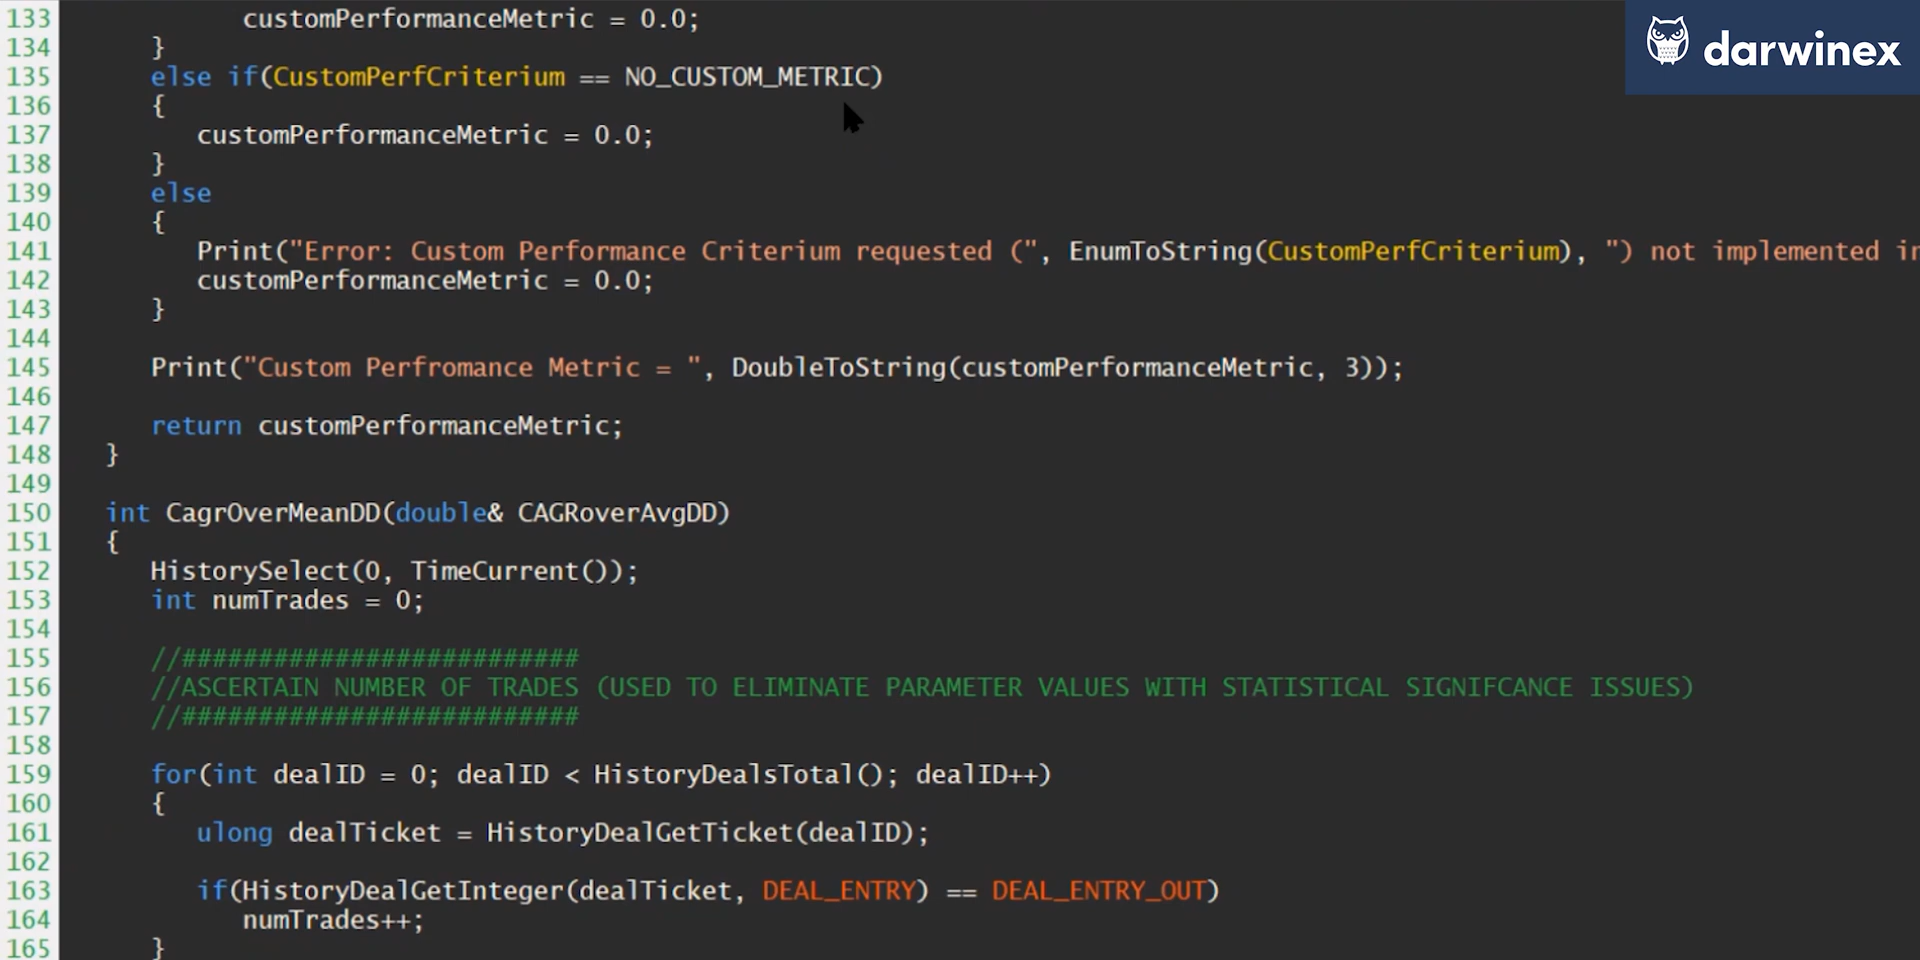 darwinex
133 customPerformanceMetric = 0.0;
134 }
135 else if(CustomPerfCriterium == NO_CUSTOM_METRIC)
136 {
137 customPerformanceMetric = 0.0;
138 }
139 else
140 {
141 Print("Error: Custom Performance Criterium requested (", EnumToString(CustomPerfCriterium), ") not implemented in
142 customPerformanceMetric = 0.0;
143 }
144
145 Print("Custom Perfromance Metric = ", DoubleToString(customPerformanceMetric, 3));
146
147 return customPerformanceMetric;
148 }
149
150 int CagrOverMeanDD(double& CAGRoverAvgDD)
151 {
152 HistorySelect(0, TimeCurrent());
153 int numTrades = 0;
154
155 //##########################
156 //ASCERTAIN NUMBER OF TRADES (USED TO ELIMINATE PARAMETER VALUES WITH STATISTICAL SIGNIFCANCE ISSUES)
157 //##########################
158
159 for(int dealID = 0; dealID < HistoryDealsTotal(); dealID++)
160 {
161 ulong dealTicket = HistoryDealGetTicket(dealID);
162
163 if(HistoryDealGetInteger(dealTicket, DEAL_ENTRY) == DEAL_ENTRY_OUT)
164 numTrades++;
165 }